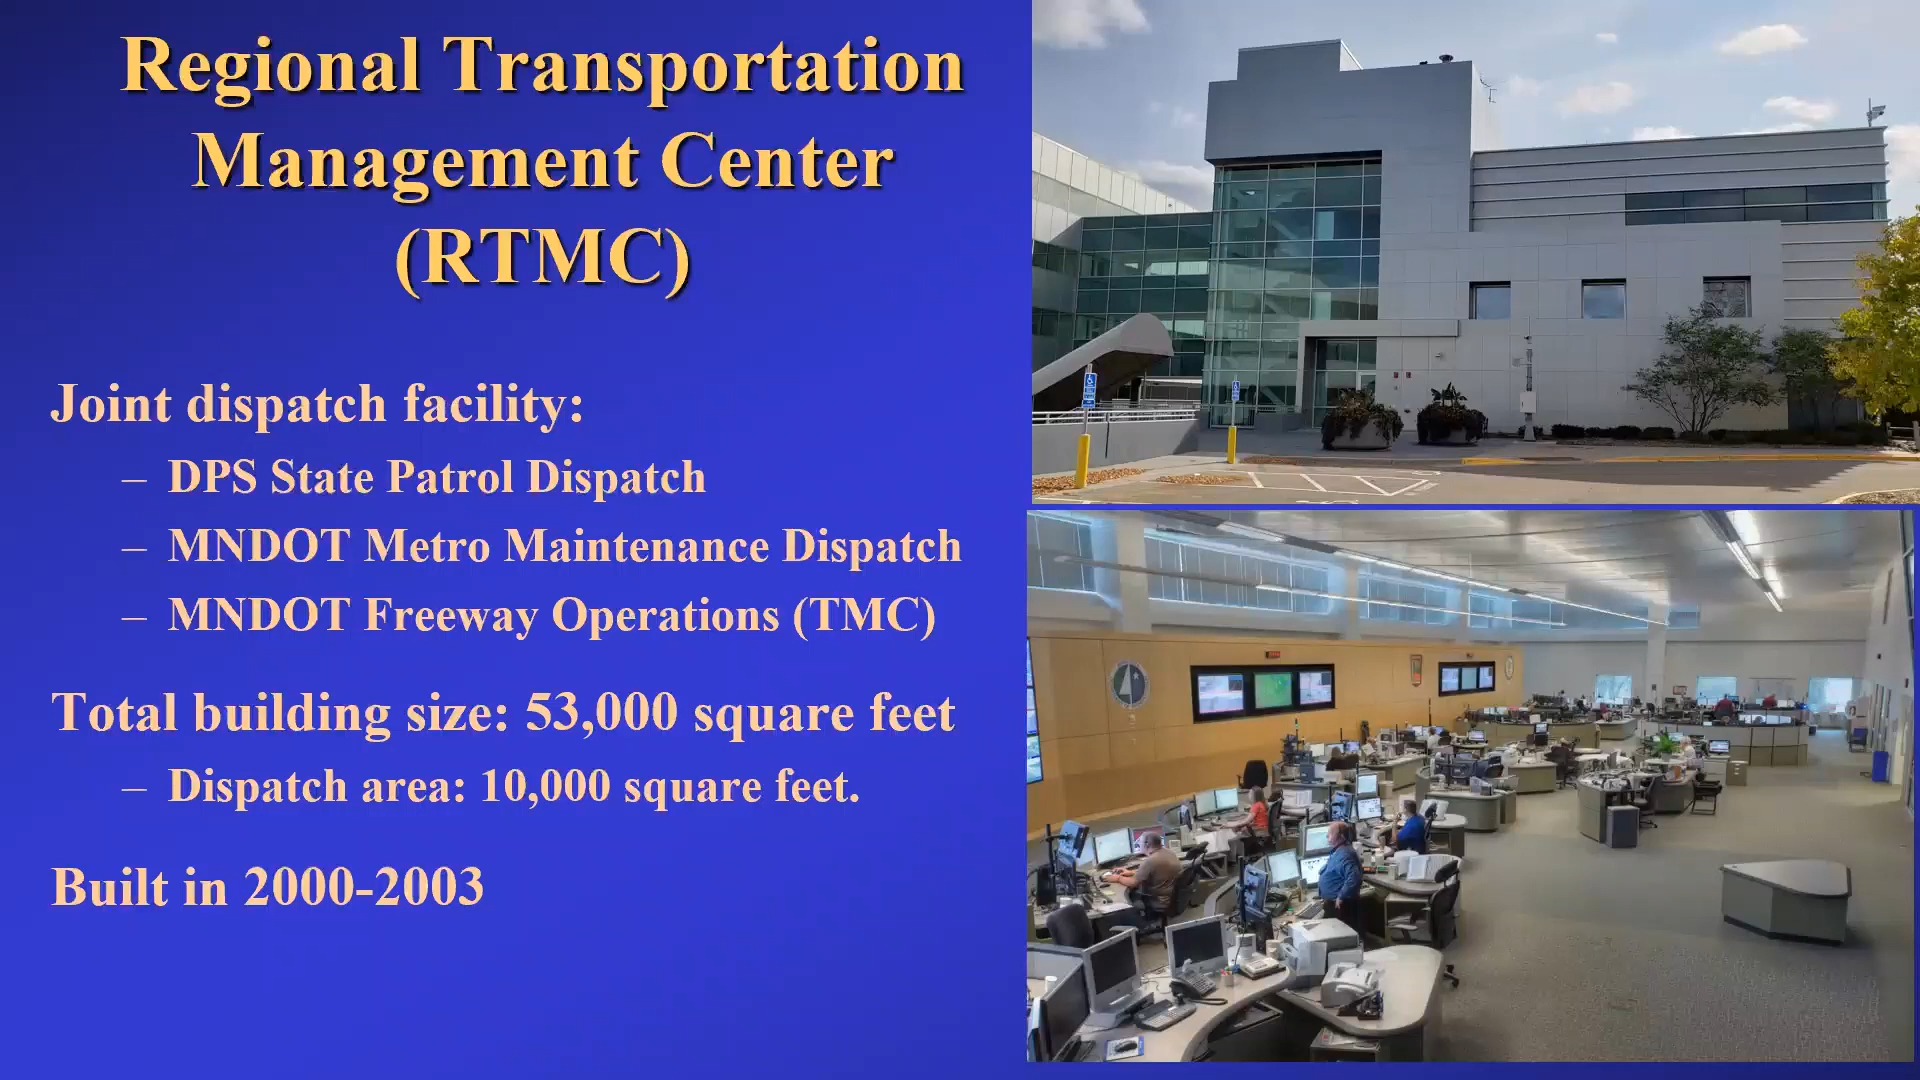 Regional Transportation
Management Center
(RTMC)
Joint dispatch facility:
– DPS State Patrol Dispatch
– MNDOT Metro Maintenance Dispatch
– MNDOT Freeway Operations (TMC)
Total building size: 53,000 square feet
– Dispatch area: 10,000 square feet.
Built in 2000-2003